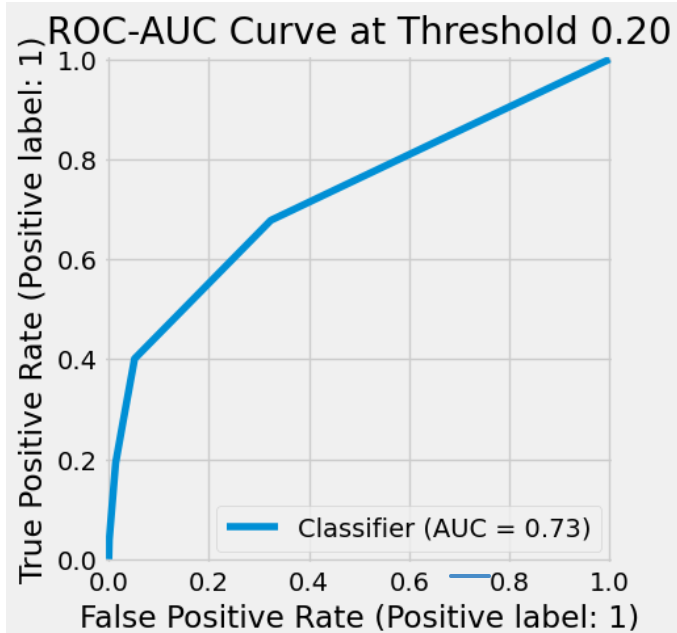 ROC-AUC Curve at Threshold 0.20
True Positive Rate (Positive label: 1)
1.0
0.8
0.6
0.4
0.2
0.0
Classifier (AUC = 0.73)
0.0 0.2 0.4 0.6 0.8 1.0
False Positive Rate (Positive label: 1)